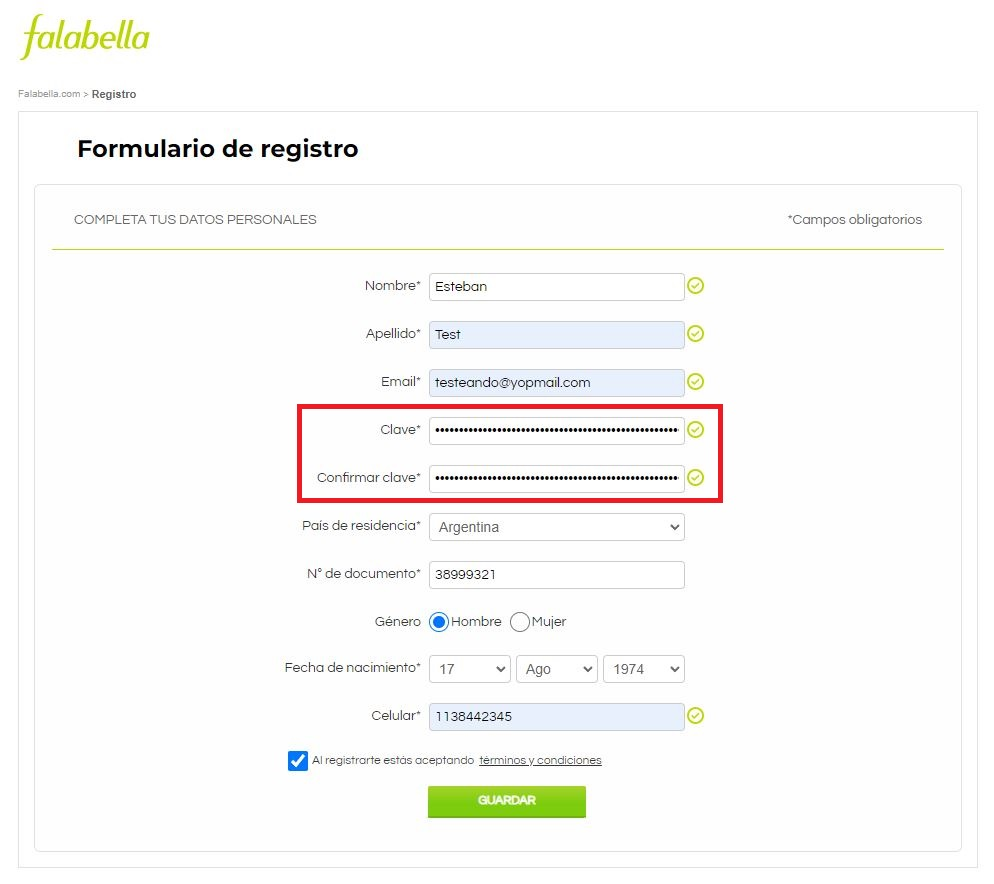 falabella
Falabella.com > Registro
Formulario de registro
COMPLETA TUS DATOS PERSONALES *Campos obligatorios
Nombre* Esteban
Apellido* Test
Email* testeando@yopmail.com
Clave*
Confirmar clave*
País de residencia* Argentina
N° de documento* 38999321
Género Hombre Mujer
Fecha de nacimiento* 17 Ago 1974
Celular* 1138442345
Al registrarte estás aceptando términos y condiciones
GUARDAR